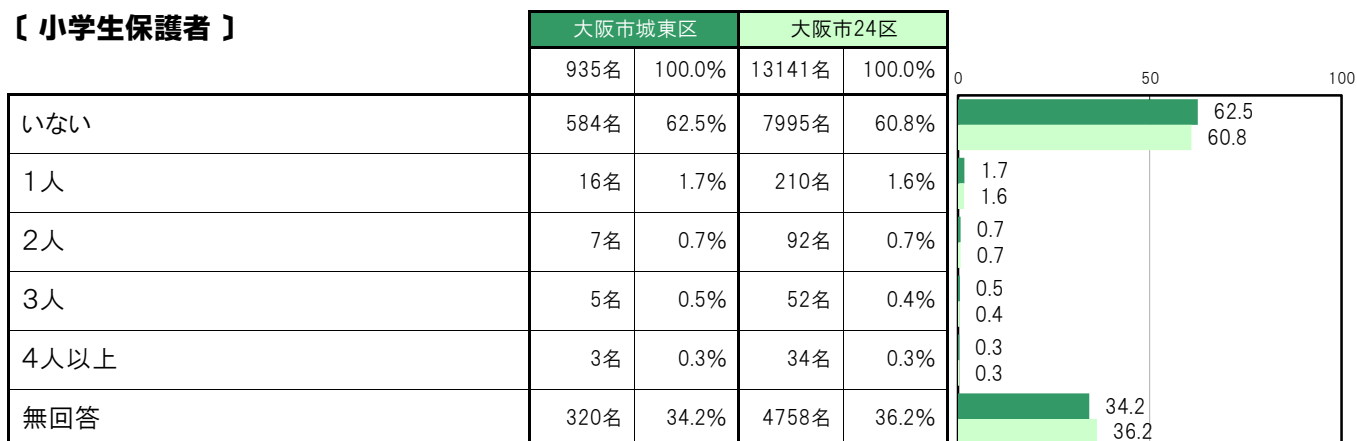 〔 小学生保護者 〕
大阪市城東区 大阪市24区
935名 100.0% 13141名 100.0%
0 50 100
いない 584名 62.5% 7995名 60.8%
62.5
60.8
1人 16名 1.7% 210名 1.6%
1.7
1.6
2人 7名 0.7% 92名 0.7%
0.7
0.7
3人 5名 0.5% 52名 0.4%
0.5
0.4
4人以上 3名 0.3% 34名 0.3%
0.3
0.3
無回答 320名 34.2% 4758名 36.2%
34.2
36.2